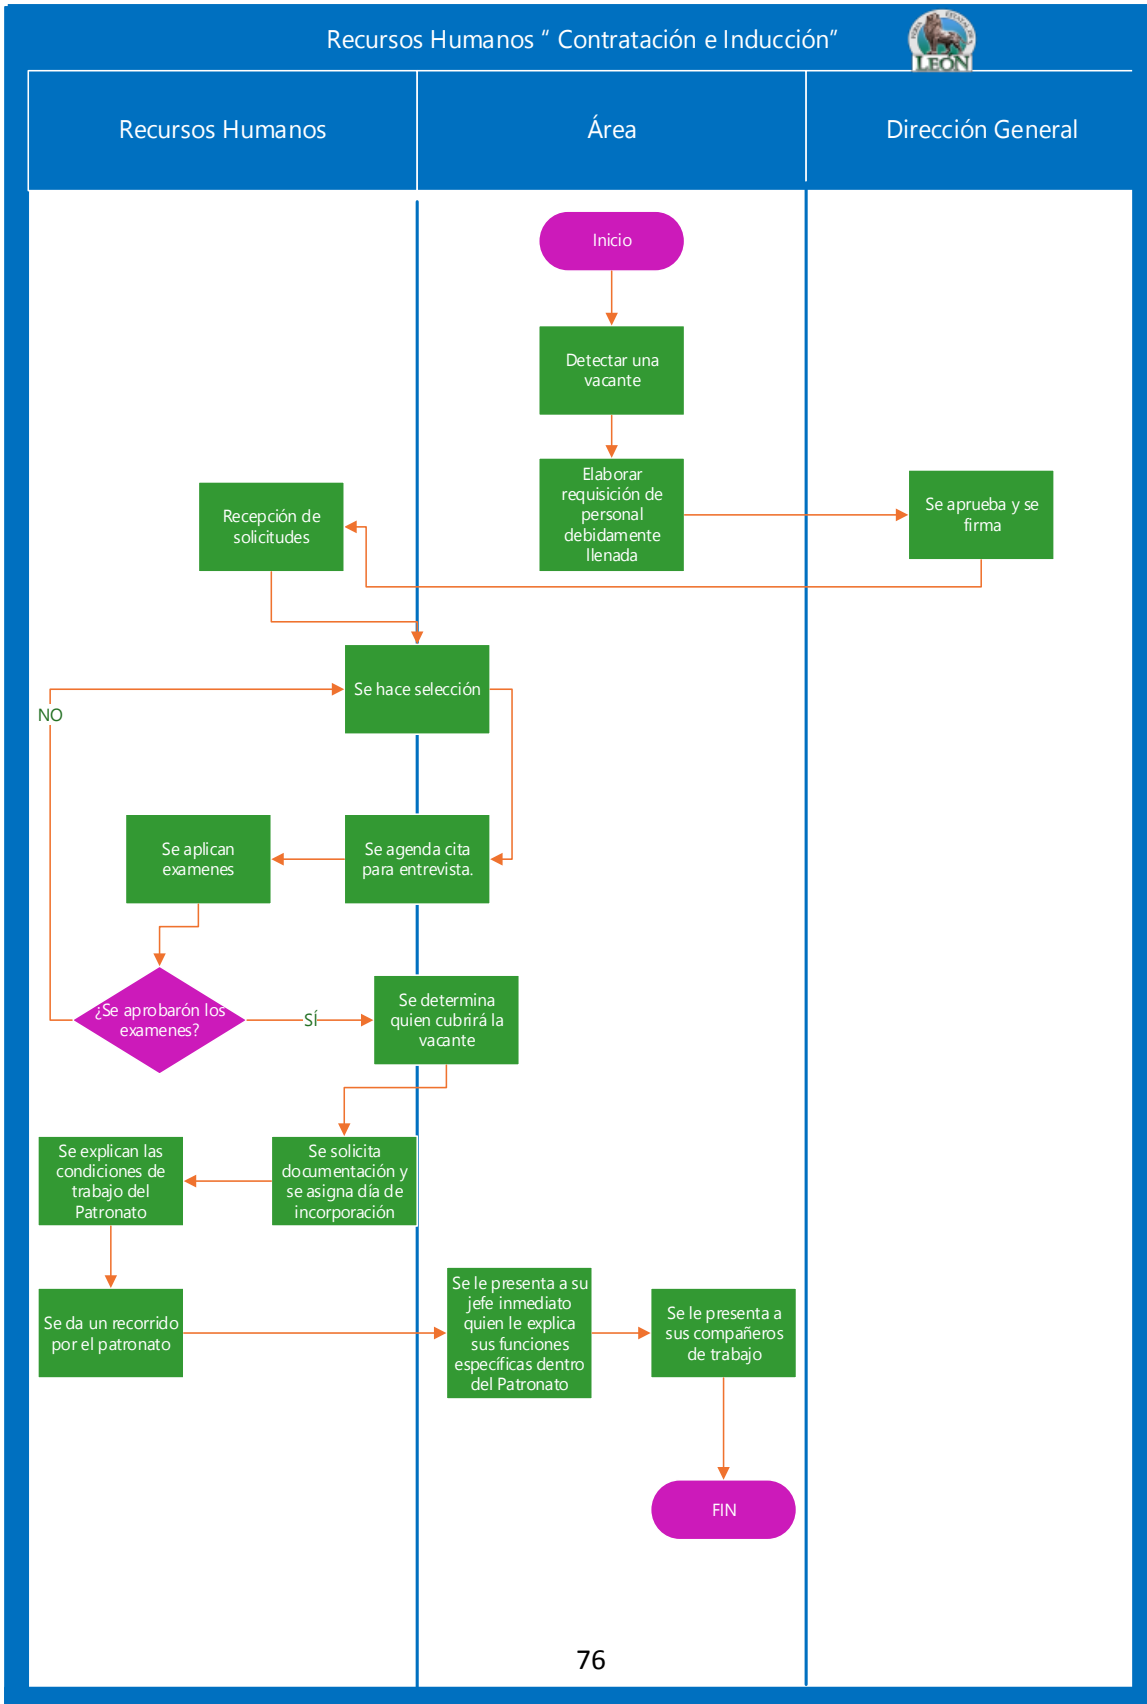 Recursos Humanos “ Contratación e Inducción”
LEÓN
Recursos Humanos
Área
Dirección General
Inicio
Detectar una
vacante
Elaborar
requisición de
personal
debidamente
llenada
Se aprueba y se
firma
Recepción de
solicitudes
Se hace selección
NO
Se agenda cita
para entrevista.
Se aplican
examenes
¿Se aprobarón los
examenes?
SÍ
Se determina
quien cubrirá la
vacante
Se solicita
documentación y
se asigna día de
incorporación
Se explican las
condiciones de
trabajo del
Patronato
Se da un recorrido
por el patronato
Se le presenta a su
jefe inmediato
quien le explica
sus funciones
específicas dentro
del Patronato
Se le presenta a
sus compañeros
de trabajo
FIN
76